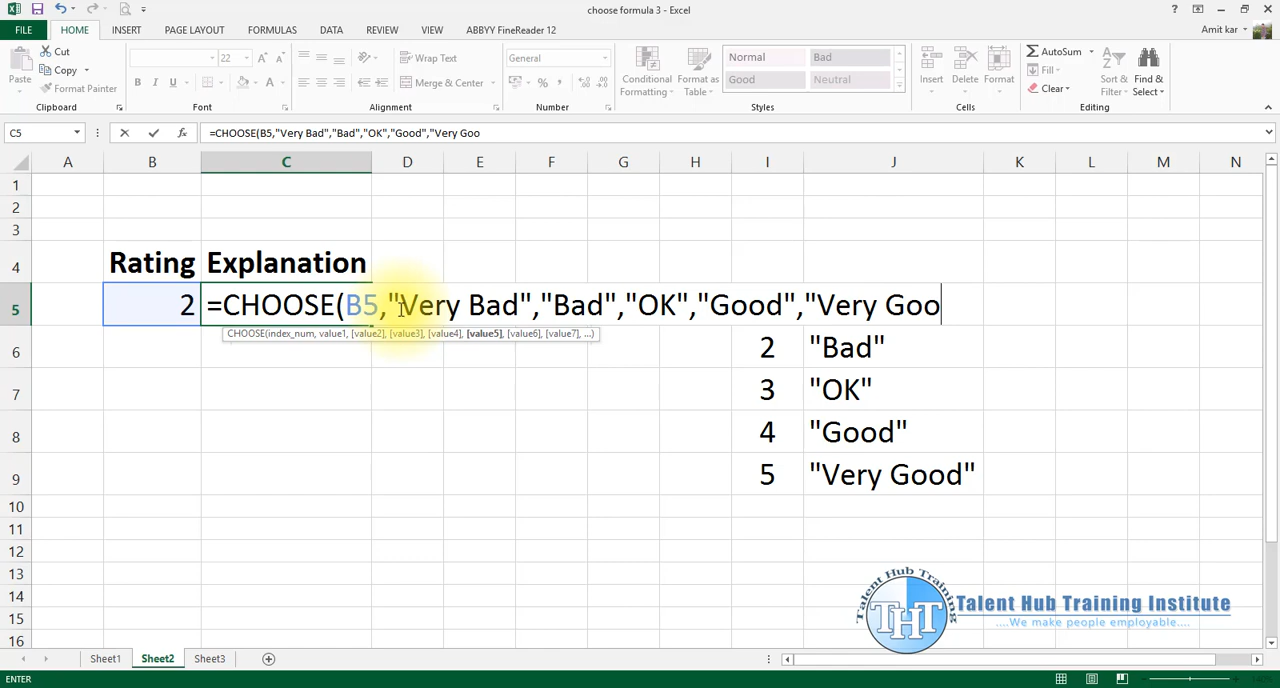 choose formula 3 - Excel
FILE HOME INSERT PAGE LAYOUT FORMULAS DATA REVIEW VIEW ABBYY FineReader 12 Amit kar
Paste Cut Copy Format Painter
22 B I U
Wrap Text Merge & Center
General $ % ,
Conditional Formatting Format as Table
Normal Bad Good Neutral
Insert Delete Format
AutoSum Fill Clear Sort & Filter Find & Select
Clipboard Font Alignment Number Styles Cells Editing
C5 fx =CHOOSE(B5,"Very Bad","Bad","OK","Good","Very Goo
A B C D E F G H I J K L M N
1
2
3
4 Rating Explanation
5 2 =CHOOSE(B5,"Very Bad","Bad","OK","Good","Very Goo
CHOOSE(index_num, value1, [value2], [value3], [value4], [value5], [value6], [value7], ...)
6 2 "Bad"
7 3 "OK"
8 4 "Good"
9 5 "Very Good"
10
11
12
13
14
15
16
Talent Hub Training
THT
Talent Hub Training Institute
....We make people employable....
Sheet1 Sheet2 Sheet3
ENTER